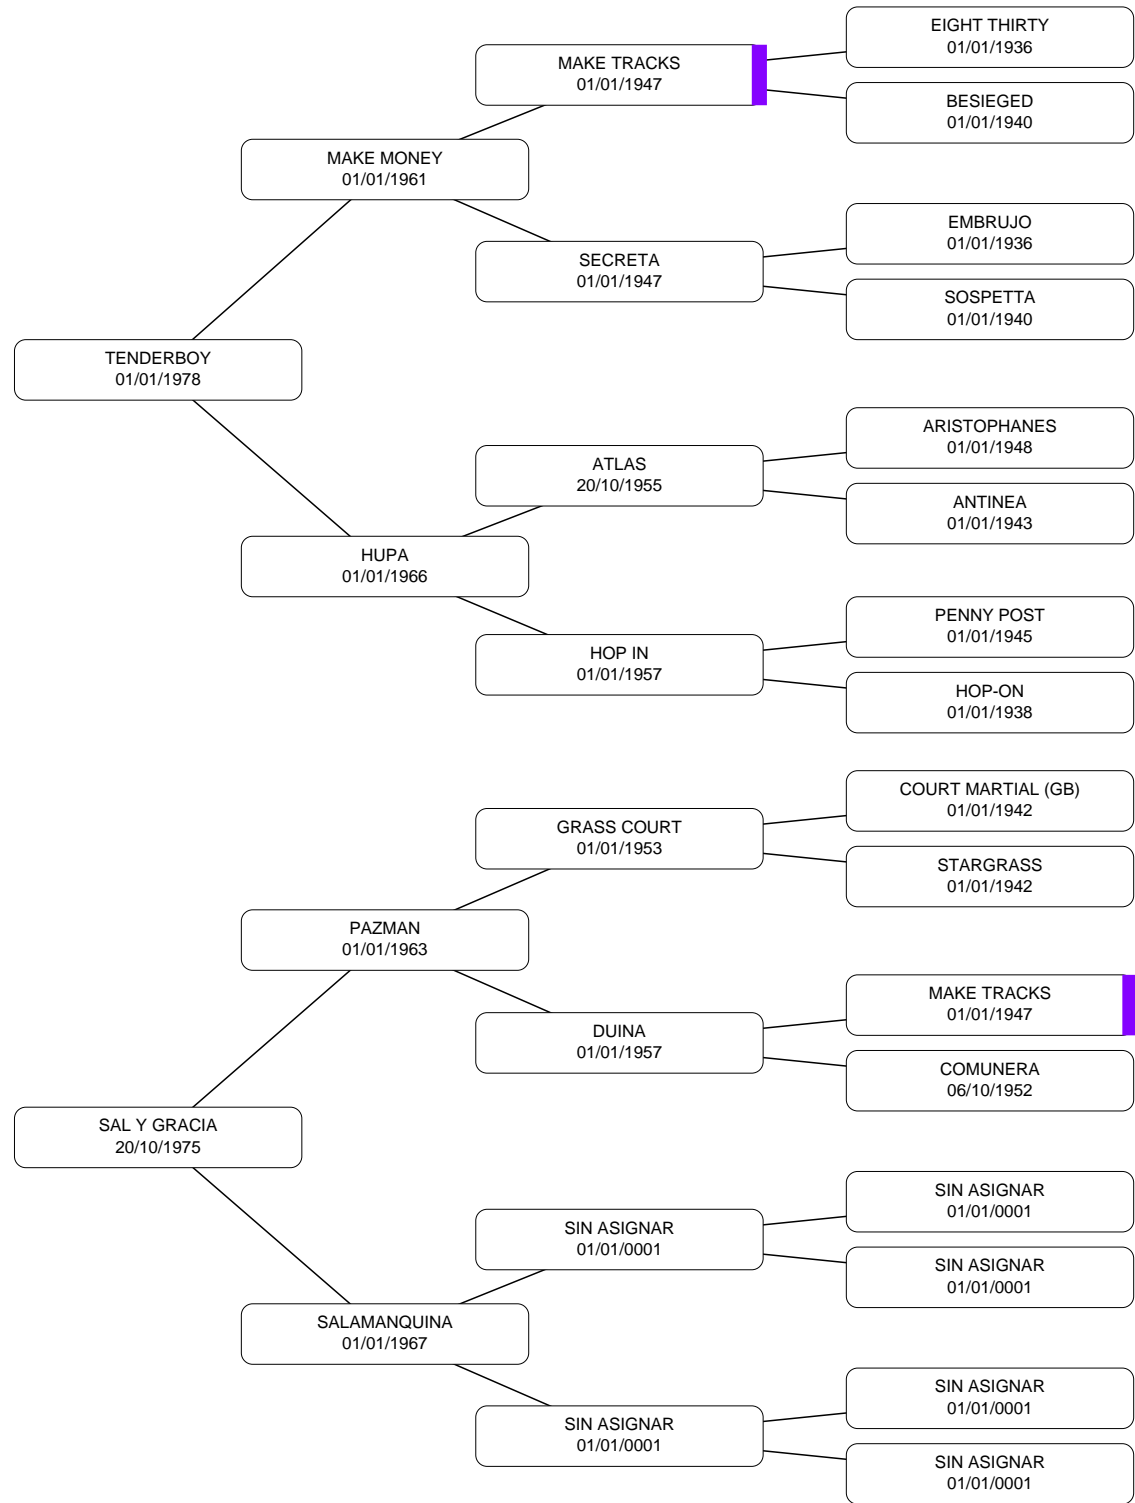 EIGHT THIRTY
01/01/1936
MAKE TRACKS
01/01/1947
BESIEGED
01/01/1940
MAKE MONEY
01/01/1961
EMBRUJO
01/01/1936
SECRETA
01/01/1947
SOSPETTA
01/01/1940
TENDERBOY
01/01/1978
ARISTOPHANES
01/01/1948
ATLAS
20/10/1955
ANTINEA
01/01/1943
HUPA
01/01/1966
PENNY POST
01/01/1945
HOP IN
01/01/1957
HOP-ON
01/01/1938
COURT MARTIAL (GB)
01/01/1942
GRASS COURT
01/01/1953
STARGRASS
01/01/1942
PAZMAN
01/01/1963
MAKE TRACKS
01/01/1947
DUINA
01/01/1957
COMUNERA
06/10/1952
SAL Y GRACIA
20/10/1975
SIN ASIGNAR
01/01/0001
SIN ASIGNAR
01/01/0001
SIN ASIGNAR
01/01/0001
SALAMANQUINA
01/01/1967
SIN ASIGNAR
01/01/0001
SIN ASIGNAR
01/01/0001
SIN ASIGNAR
01/01/0001